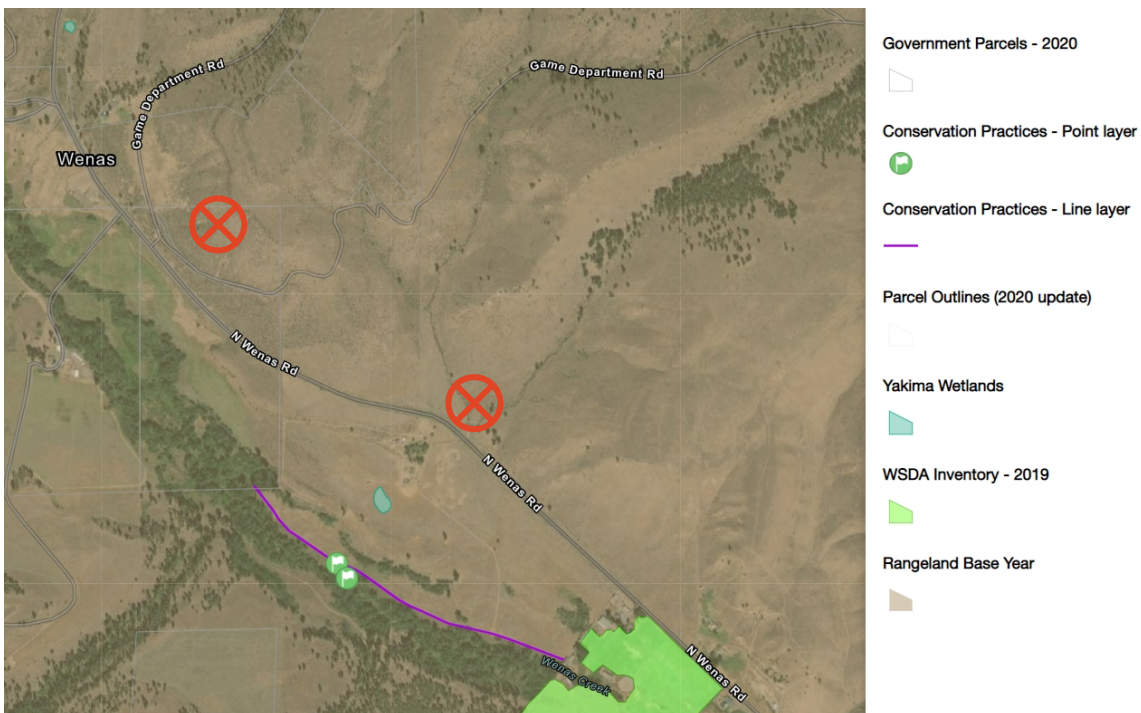 Game Department Rd
Game Department Rd
Wenas
N Wenas Rd
N Wenas Rd
N Wenas Rd
Wenas Creek
Government Parcels - 2020
Conservation Practices - Point layer
Conservation Practices - Line layer
Parcel Outlines (2020 update)
Yakima Wetlands
WSDA Inventory - 2019
Rangeland Base Year